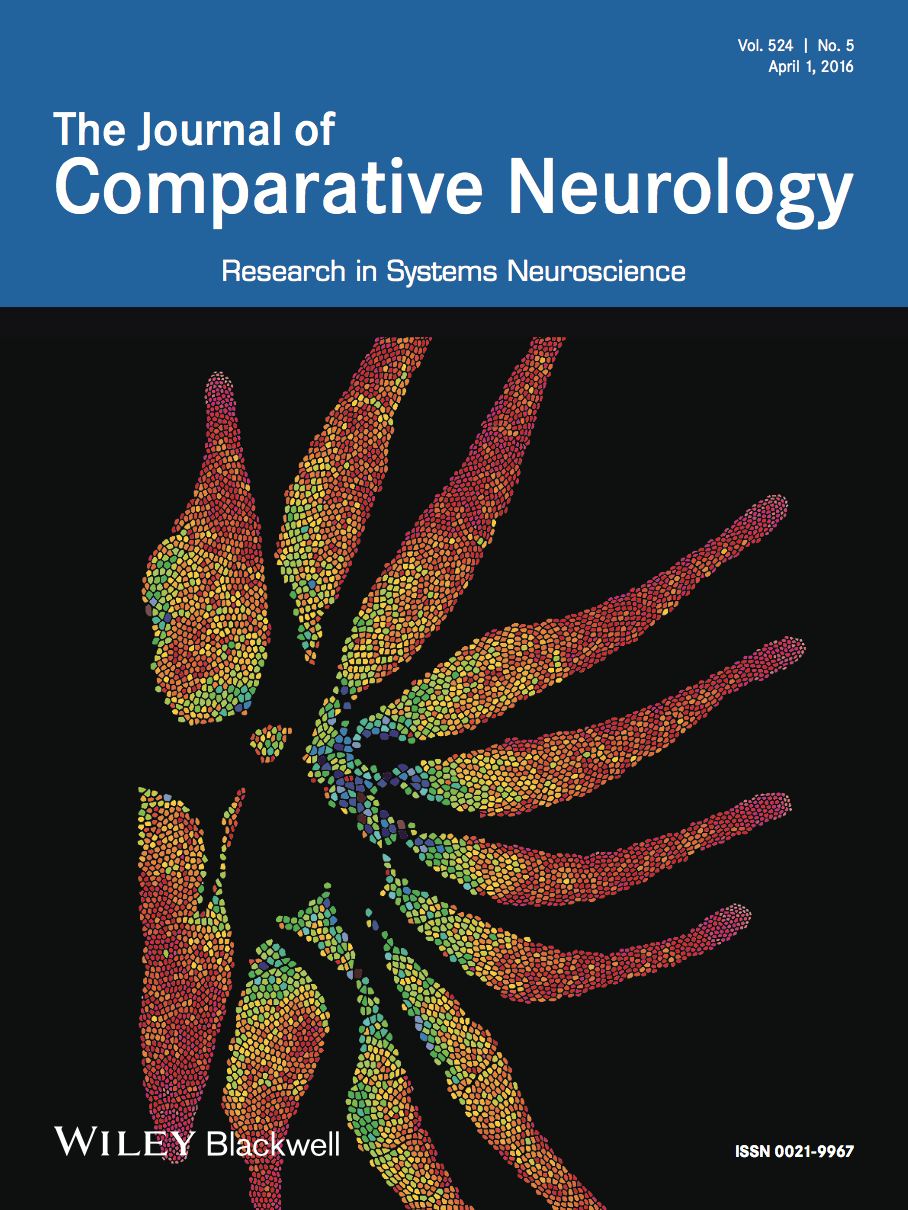 Vol. 524 | No. 5
April 1, 2016
The Journal of
Comparative Neurology
Research in Systems Neuroscience
WILEY Blackwell
ISSN 0021-9967